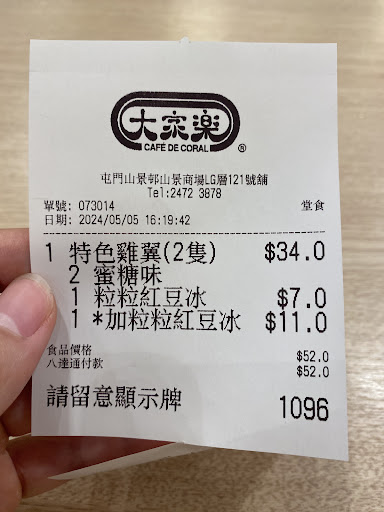 大家樂
CAFÉ DE CORAL ®
屯門山景邨山景商場LG層121號舖
Tel:2472 3878
單號: 073014 堂食
日期: 2024/05/05 16:19:42
1 特色雞翼(2隻) $34.0
2 蜜糖味
1 粒粒紅豆冰 $7.0
1 *加粒粒紅豆冰 $11.0
食品價格 $52.0
八達通付款 $52.0
請留意顯示牌 1096